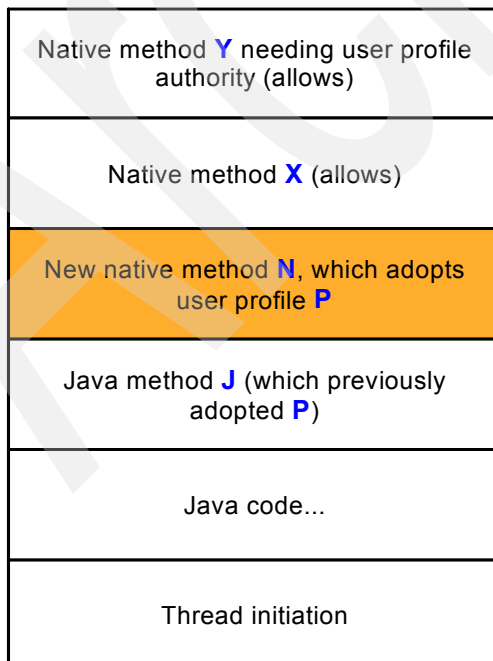 Native method Y needing user profile
authority (allows)
Native method X (allows)
New native method N, which adopts
user profile P
Java method J (which previously
adopted P)
Java code...
Thread initiation